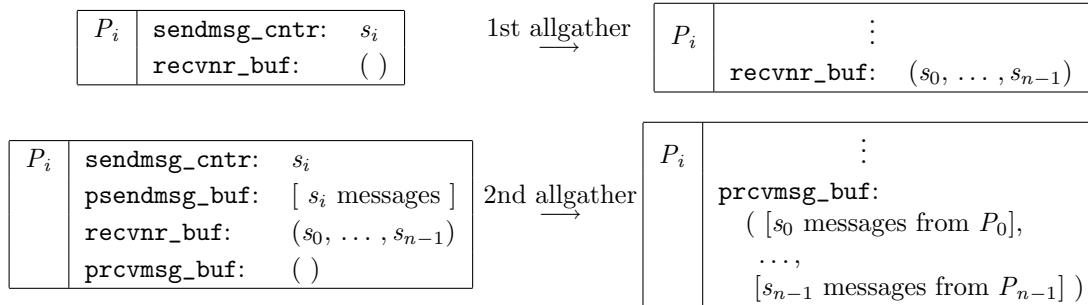 P_i sendmsg_cntr: s_i
recvnr_buf: ( )
1st allgather
⟶
P_i ⋮
recvnr_buf: (s_0, … , s_{n−1})
P_i sendmsg_cntr: s_i
psendmsg_buf: [ s_i messages ]
recvnr_buf: (s_0, … , s_{n−1})
prcvmsg_buf: ( )
2nd allgather
⟶
P_i ⋮
prcvmsg_buf:
( [s_0 messages from P_0],
… ,
[s_{n−1} messages from P_{n−1}] )